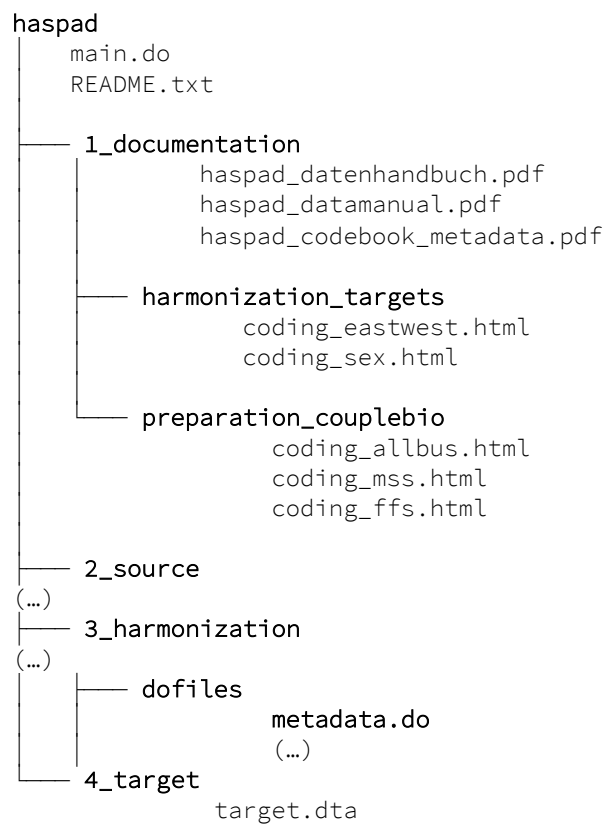 haspad
main.do
README.txt
1_documentation
haspad_datenhandbuch.pdf
haspad_datamanual.pdf
haspad_codebook_metadata.pdf
harmonization_targets
coding_eastwest.html
coding_sex.html
preparation_couplebio
coding_allbus.html
coding_mss.html
coding_ffs.html
2_source
(…)
3_harmonization
(…)
dofiles
metadata.do
(…)
4_target
target.dta